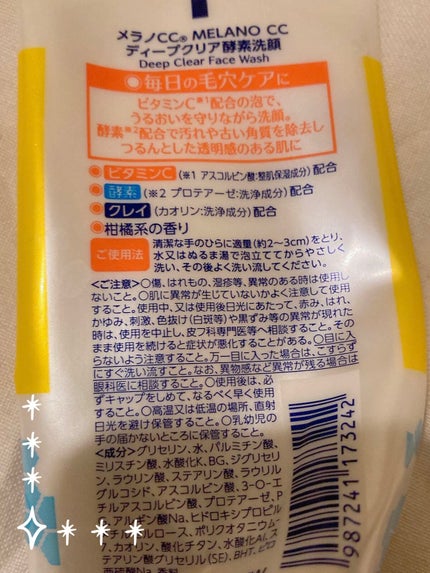 メラノCC® MELANO CC
ディープクリア酵素洗顔
Deep Clear Face Wash
毎日の毛穴ケアに
ビタミンC※1配合の泡で、
うるおいを守りながら洗顔。
酵素※2配合で汚れや古い角質を除去し
つるんとした透明感のある肌に
ビタミンC (※1 アスコルビン酸:整肌保湿成分) 配合
酵素 (※2 プロテアーゼ:洗浄成分) 配合
クレイ (カオリン:洗浄成分) 配合
柑橘系の香り
ご使用法 清潔な手のひらに適量(約2〜3cm)をとり、
水又はぬるま湯で泡立ててからやさしく
洗い、その後よく洗い流してください。
<ご注意>○傷、はれもの、湿疹等、異常のある時は使用し
ないこと。○肌に異常が生じていないかよく注意して使用
すること。使用中、又は使用後日光にあたって、赤み、はれ、
かゆみ、刺激、色抜け(白斑等)や黒ずみ等の異常が現れた
時は、使用を中止し、皮フ科専門医等へ相談すること。その
まま使用を続けると症状が悪化することがある。○目に入
らないよう注意すること。万一目に入った場合は、こすらず
にすぐ洗い流すこと。なお、異物感など異常が残る場合は
眼科医に相談すること。○使用後は、必
ずキャップをしめて、なるべく早く使用
すること。○高温又は低温の場所、直射
日光を避け保管すること。○乳幼児の
手の届かないところに保管すること。
<成分>グリセリン、水、パルミチン酸、
ミリスチン酸、水酸化K、BG、ジグリセリ
ン、ラウリン酸、ステアリン酸、ラウリル
グルコシド、アスコルビン酸、3-O-エ
チルアスコルビン酸、プロテアーゼ、P
アルギン酸Na、ヒドロキシプロピル
ルロース、ポリクオタニウム-
7、カオリン、酸化チタン、水酸化Al、ス
テアリン酸グリセリル(SE)、BHT、ピロ
亜硫酸Na、香料
987241173242